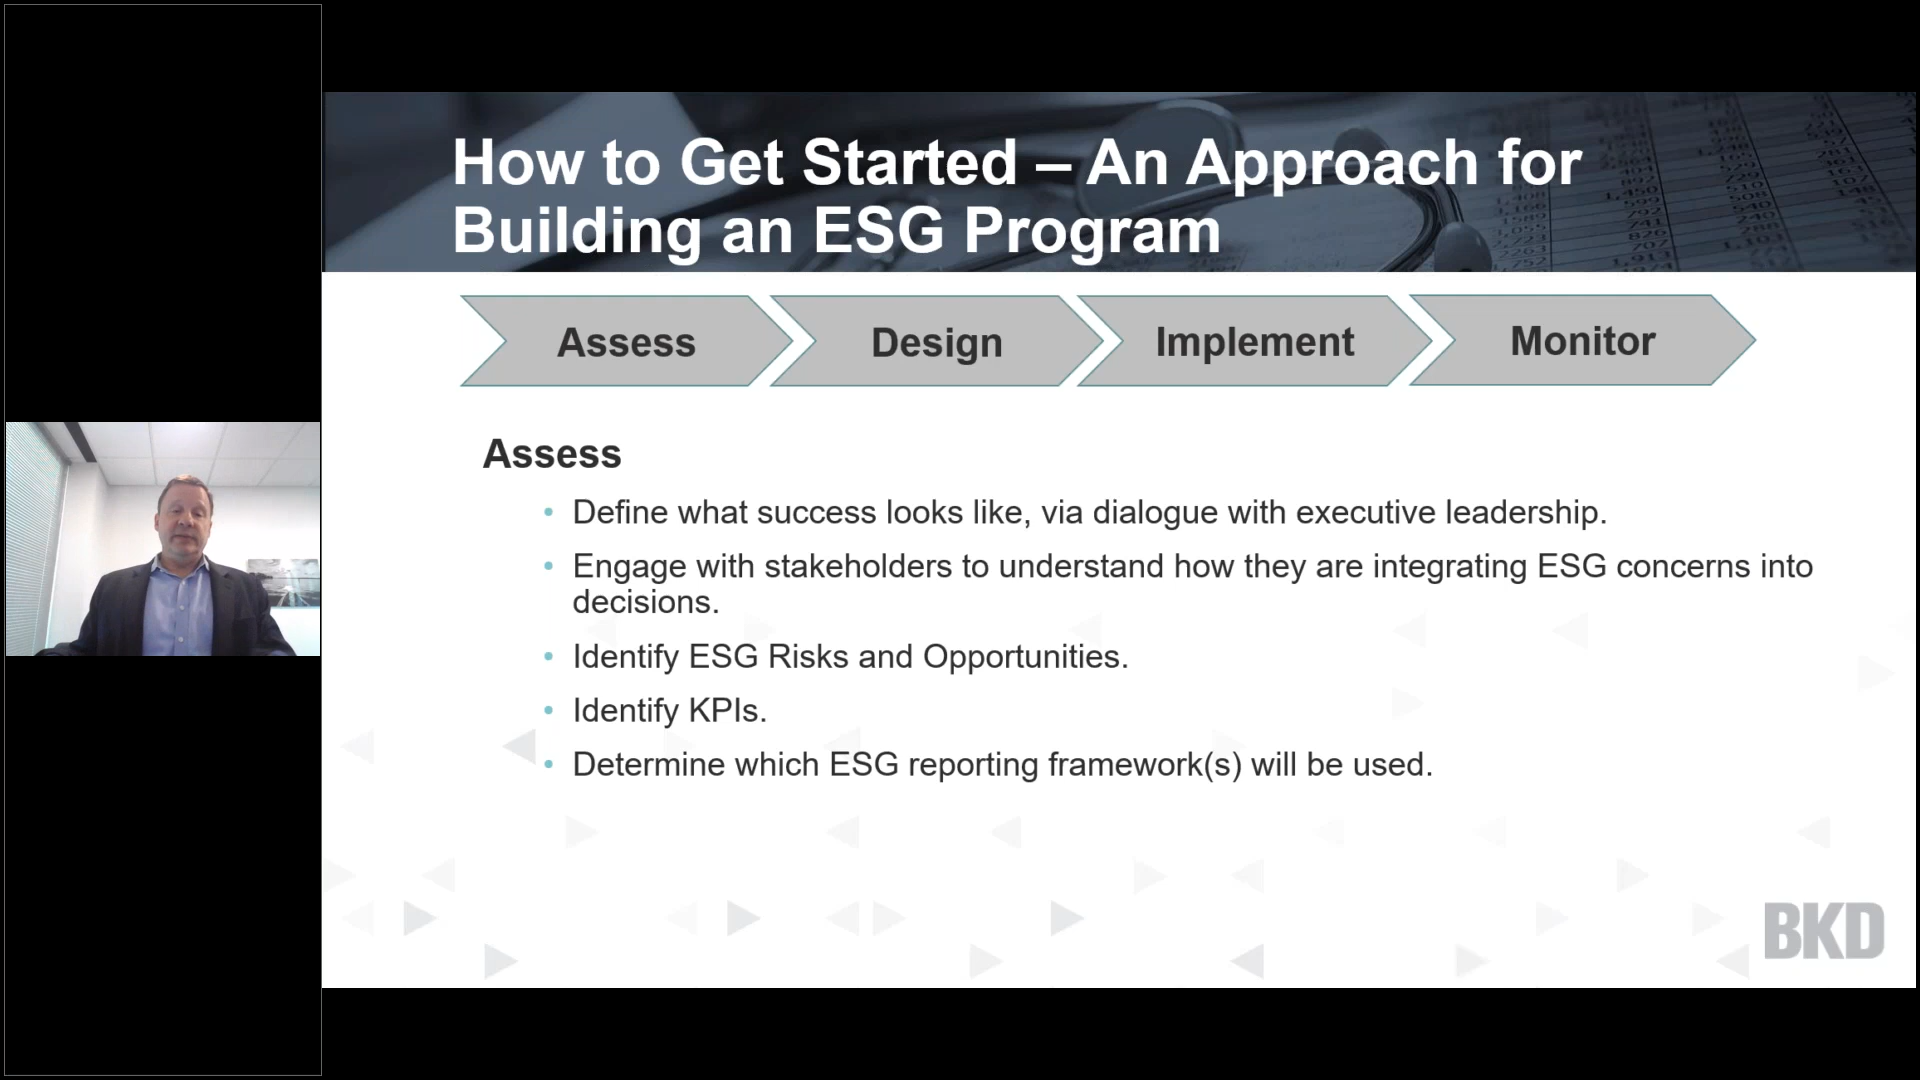 How to Get Started – An Approach for
Building an ESG Program
Assess
Design
Implement
Monitor
Assess
• Define what success looks like, via dialogue with executive leadership.
• Engage with stakeholders to understand how they are integrating ESG concerns into
decisions.
• Identify ESG Risks and Opportunities.
• Identify KPIs.
• Determine which ESG reporting framework(s) will be used.
BKD